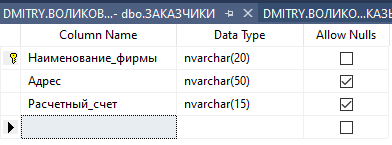 DMITRY.ВОЛИКОВ...- dbo.ЗАКАЗЧИКИ DMITRY.ВОЛИКО...КАЗЫ
Column Name Data Type Allow Nulls
Наименование_фирмы nvarchar(20)
Адрес nvarchar(50)
Расчетный_счет nvarchar(15)